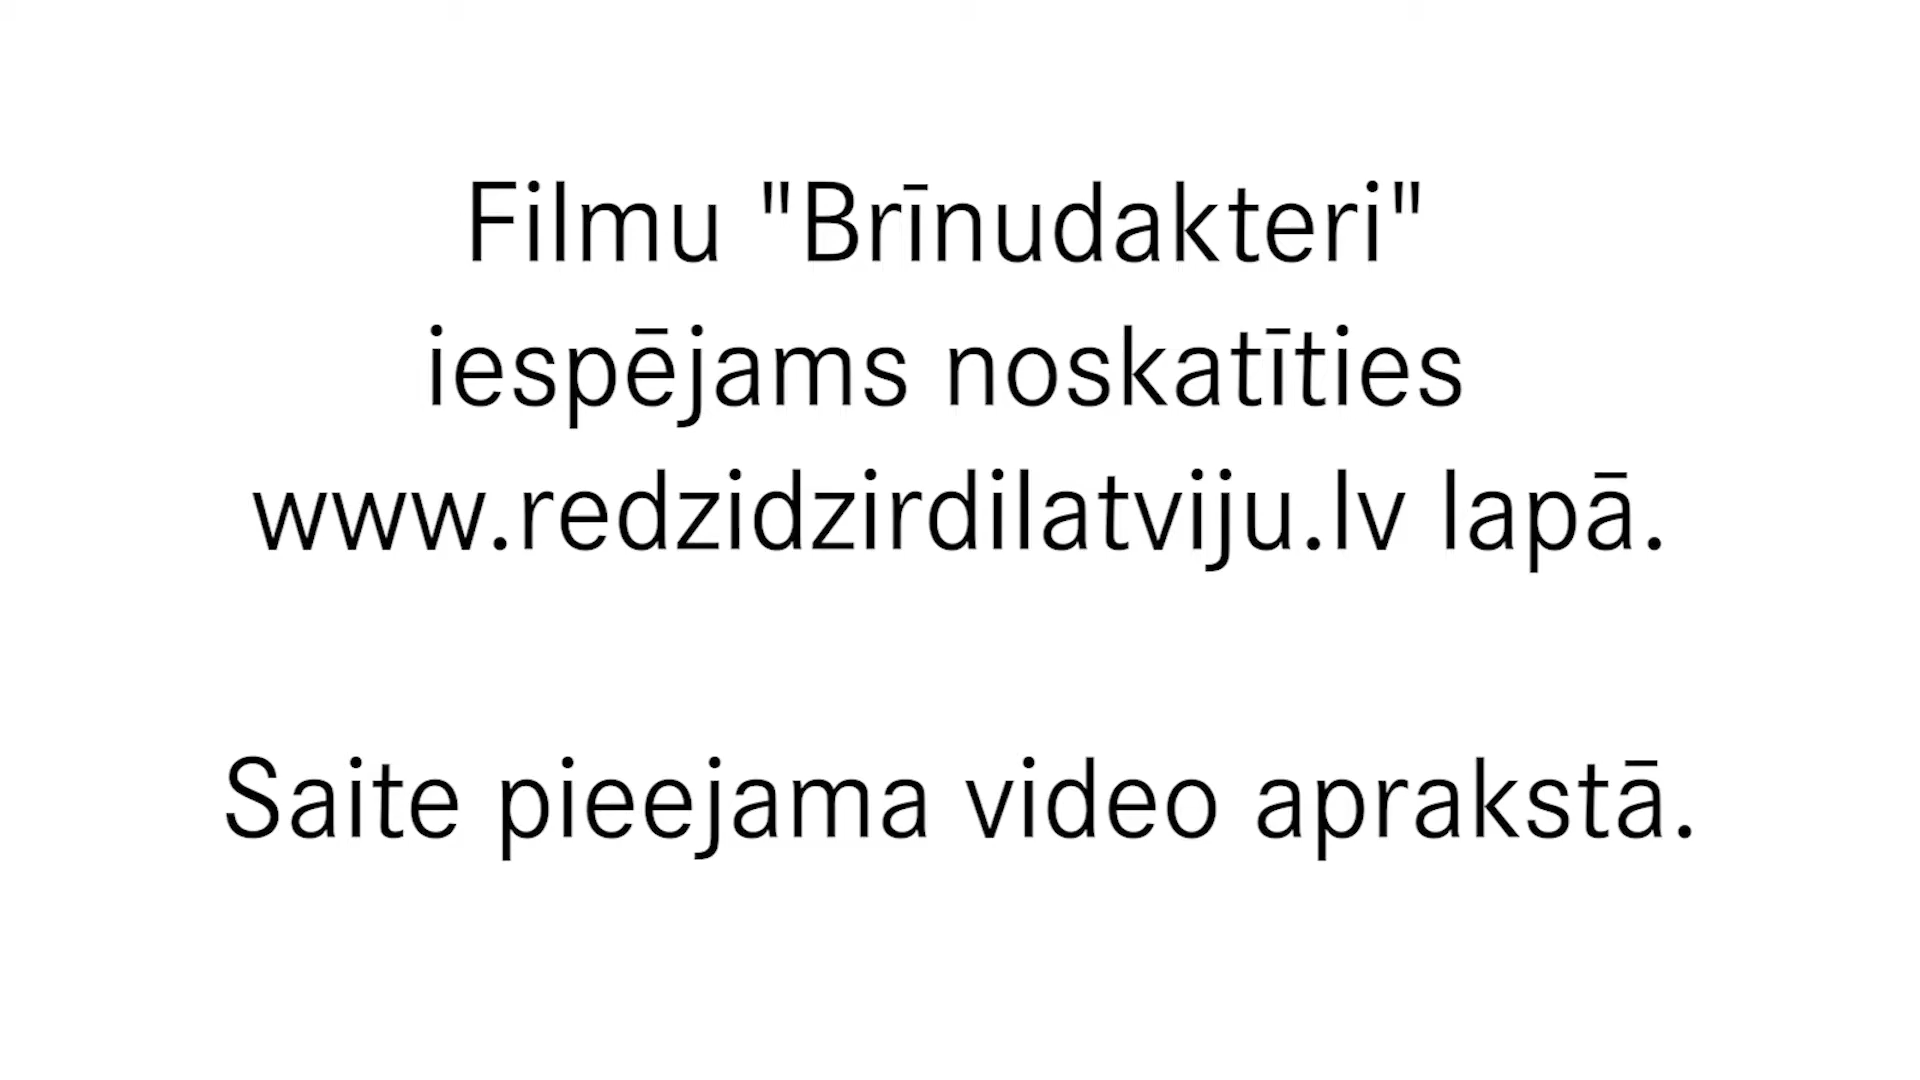 Filmu "Brīnudakteri"
iespējams noskatīties
www.redzidzirdilatviju.lv lapā.
Saite pieejama video aprakstā.